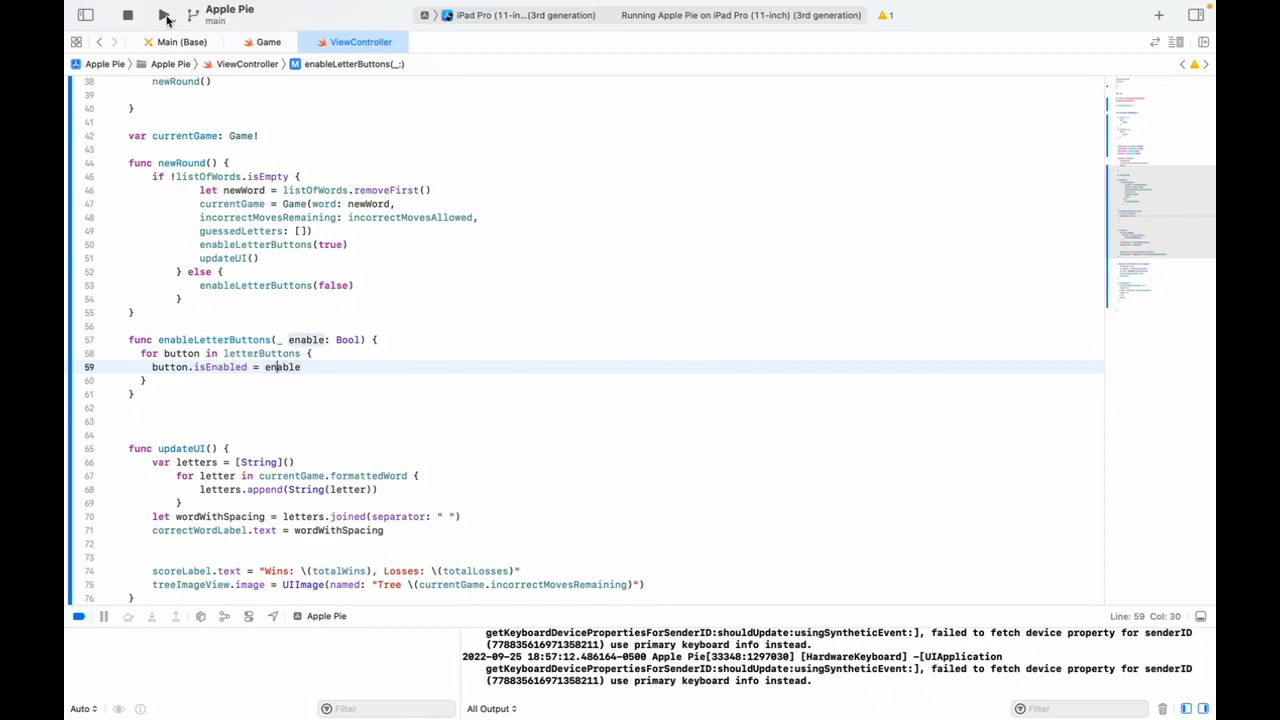 Apple Pie
main
iPad Pro (11-in...(3rd generation)
Running Apple Pie on iPad Pro (11-inch) (3rd generation)
1
Main (Base)
Game
ViewController
Apple Pie
Apple Pie
ViewController
M
enableLetterButtons(_:)
38 newRound()
39
40 }
41
42 var currentGame: Game!
43
44 func newRound() {
45 if !listOfWords.isEmpty {
46 let newWord = listOfWords.removeFirst()
47 currentGame = Game(word: newWord,
48 incorrectMovesRemaining: incorrectMovesAllowed,
49 guessedLetters: [])
50 enableLetterButtons(true)
51 updateUI()
52 } else {
53 enableLetterButtons(false)
54 }
55 }
56
57 func enableLetterButtons(_ enable: Bool) {
58 for button in letterButtons {
59 button.isEnabled = enable
60 }
61 }
62
63
64
65 func updateUI() {
66 var letters = [String]()
67 for letter in currentGame.formattedWord {
68 letters.append(String(letter))
69 }
70 let wordWithSpacing = letters.joined(separator: " ")
71 correctWordLabel.text = wordWithSpacing
72
73
74 scoreLabel.text = "Wins: \(totalWins), Losses: \(totalLosses)"
75 treeImageView.image = UIImage(named: "Tree \(currentGame.incorrectMovesRemaining)")
76 }
Apple Pie
Line: 59 Col: 30
getKeyboardDevicePropertiesForSenderID:shouldUpdate:usingSyntheticEvent:], failed to fetch device property for senderID
(778835616971358211) use primary keyboard info instead.
2022-09-25 18:57:12.486164-0500 Apple Pie[33348:1297030] [HardwareKeyboard] -[UIApplication
getKeyboardDevicePropertiesForSenderID:shouldUpdate:usingSyntheticEvent:], failed to fetch device property for senderID
(778835616971358211) use primary keyboard info instead.
Auto
Filter
All Output
Filter